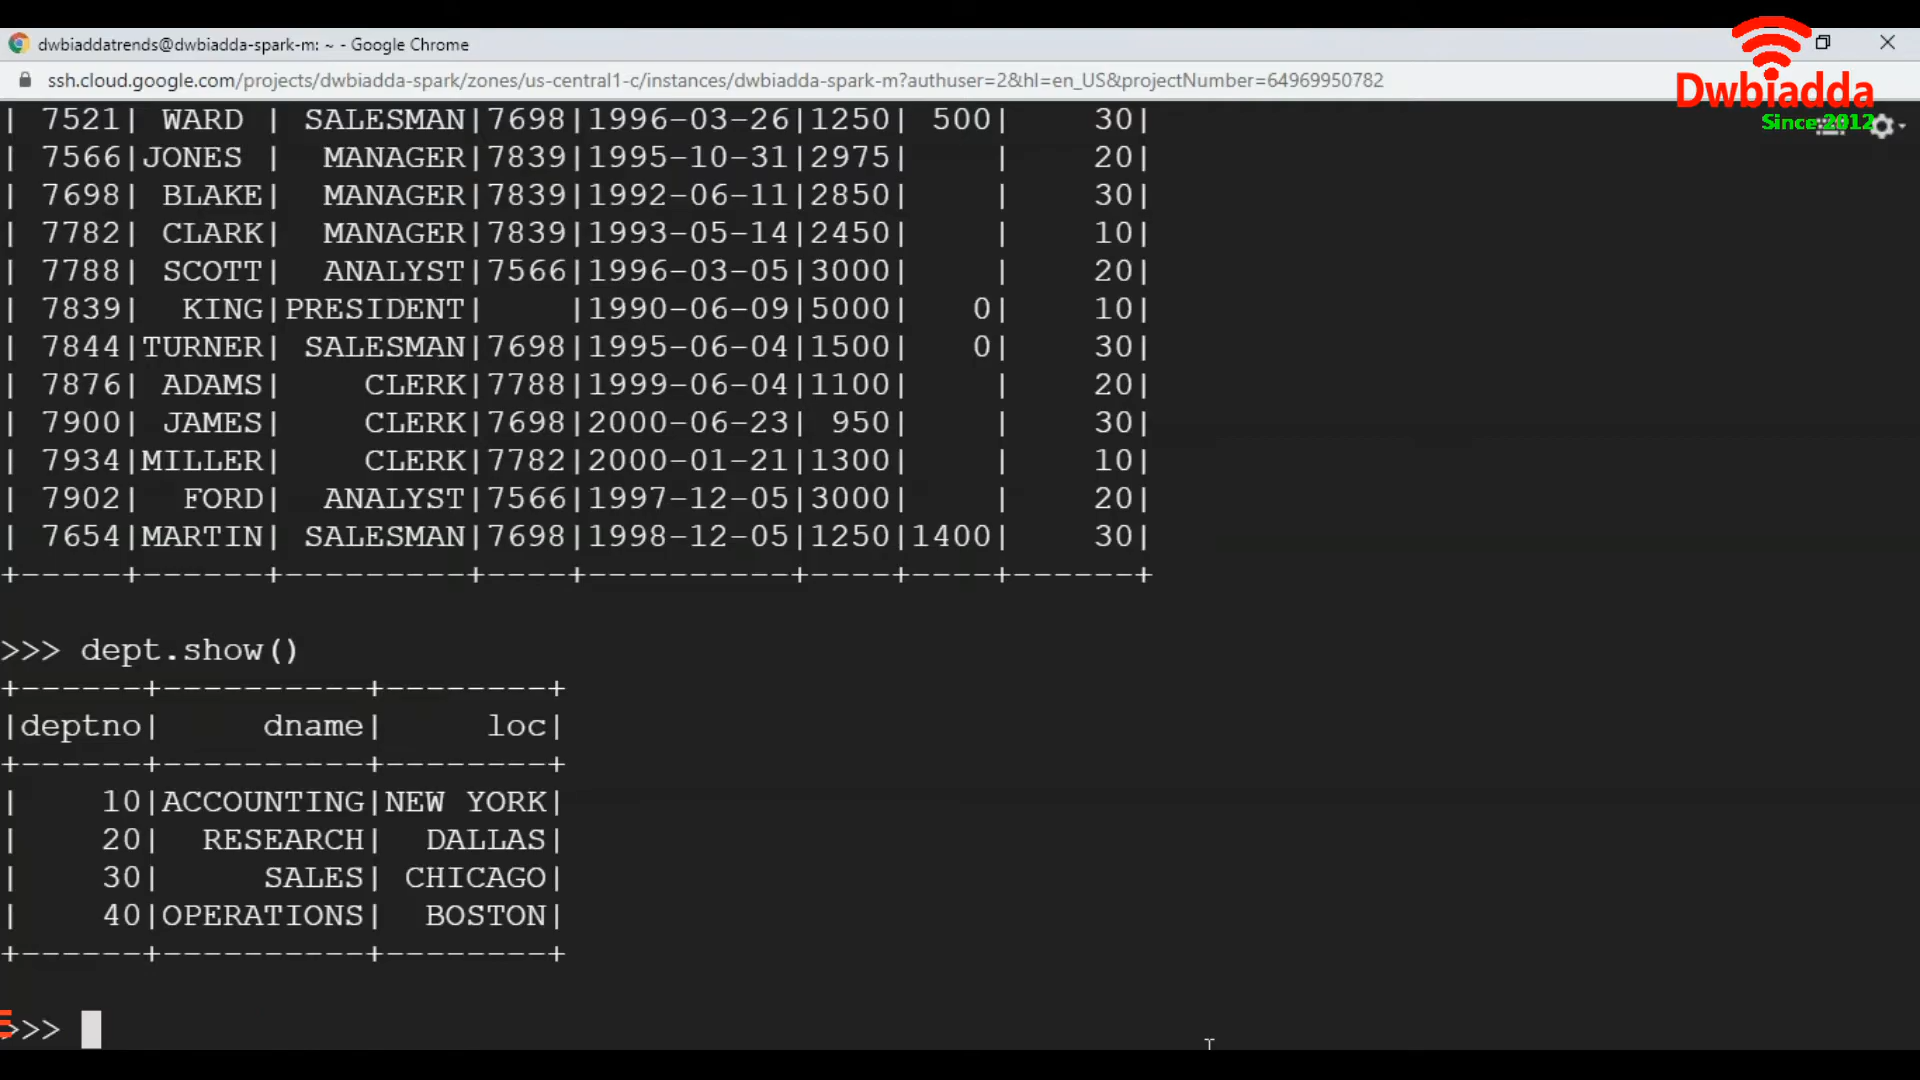 dwbiaddatrends@dwbiadda-spark-m: ~ - Google Chrome
ssh.cloud.google.com/projects/dwbiadda-spark/zones/us-central1-c/instances/dwbiadda-spark-m?authuser=2&hl=en_US&projectNumber=64969950782
Dwbiadda
Since 2012
| 7521| WARD | SALESMAN|7698|1996-03-26|1250| 500|    30|
| 7566|JONES |  MANAGER|7839|1995-10-31|2975|    |    20|
| 7698| BLAKE|  MANAGER|7839|1992-06-11|2850|    |    30|
| 7782| CLARK|  MANAGER|7839|1993-05-14|2450|    |    10|
| 7788| SCOTT|  ANALYST|7566|1996-03-05|3000|    |    20|
| 7839|  KING|PRESIDENT|    |1990-06-09|5000|   0|    10|
| 7844|TURNER| SALESMAN|7698|1995-06-04|1500|   0|    30|
| 7876| ADAMS|    CLERK|7788|1999-06-04|1100|    |    20|
| 7900| JAMES|    CLERK|7698|2000-06-23| 950|    |    30|
| 7934|MILLER|    CLERK|7782|2000-01-21|1300|    |    10|
| 7902|  FORD|  ANALYST|7566|1997-12-05|3000|    |    20|
| 7654|MARTIN| SALESMAN|7698|1998-12-05|1250|1400|    30|
+-----+------+---------+----+----------+----+----+------+
>>> dept.show()
+------+----------+--------+
|deptno|     dname|     loc|
+------+----------+--------+
|    10|ACCOUNTING|NEW YORK|
|    20|  RESEARCH|  DALLAS|
|    30|     SALES| CHICAGO|
|    40|OPERATIONS|  BOSTON|
+------+----------+--------+
>>>